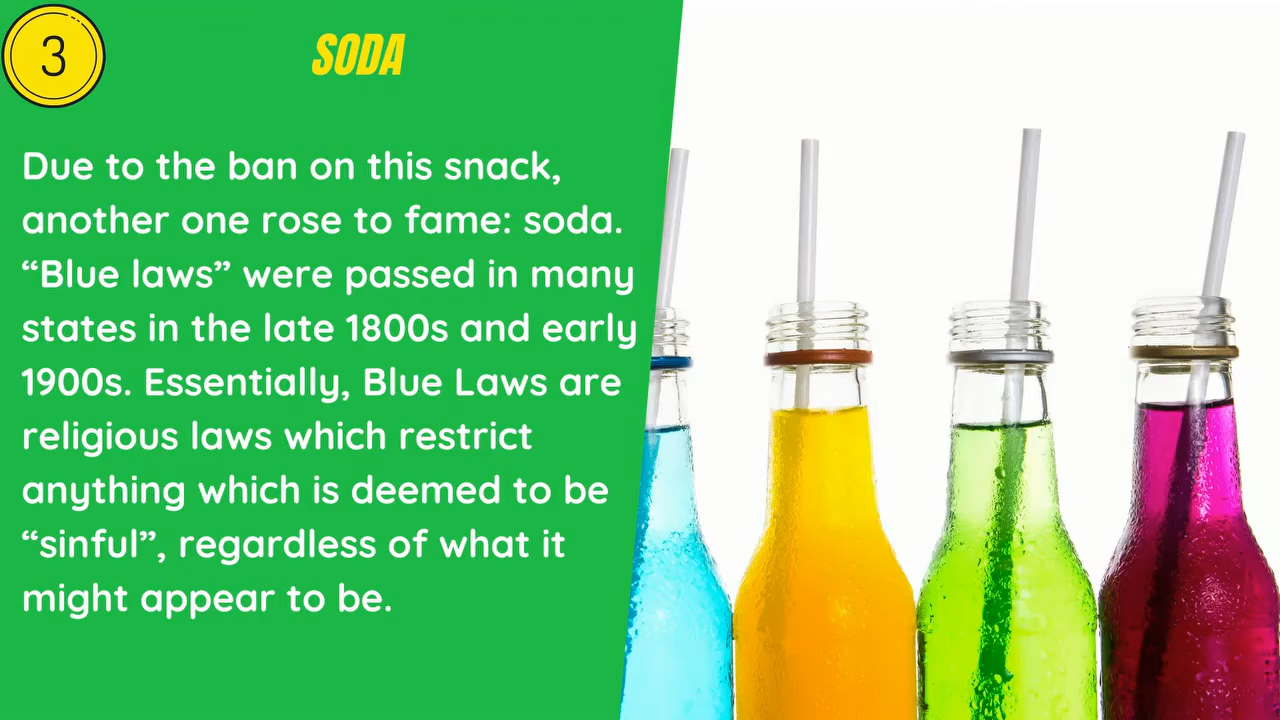 3
SODA
Due to the ban on this snack,
another one rose to fame: soda.
“Blue laws” were passed in many
states in the late 1800s and early
1900s. Essentially, Blue Laws are
religious laws which restrict
anything which is deemed to be
“sinful”, regardless of what it
might appear to be.